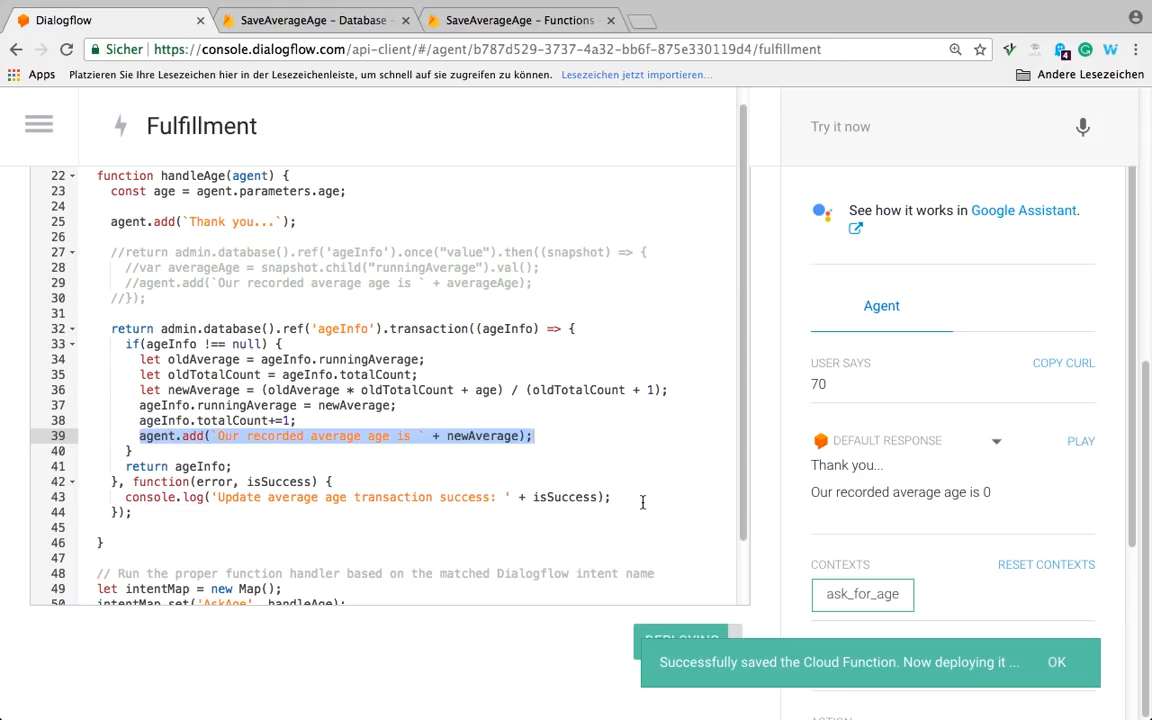 Dialogflow
SaveAverageAge - Database -
SaveAverageAge - Functions -
Sicher
https://console.dialogflow.com/api-client/#/agent/b787d529-3737-4a32-bb6f-875e330119d4/fulfillment
4
G
W
Apps
Platzieren Sie Ihre Lesezeichen hier in der Lesezeichenleiste, um schnell auf sie zugreifen zu können.
Lesezeichen jetzt importieren...
Andere Lesezeichen
Fulfillment
Try it now
22 function handleAge(agent) {
23 const age = agent.parameters.age;
24
25 agent.add(`Thank you...`);
26
27 //return admin.database().ref('ageInfo').once("value").then((snapshot) => {
28 //var averageAge = snapshot.child("runningAverage").val();
29 //agent.add(`Our recorded average age is ` + averageAge);
30 //});
31
32 return admin.database().ref('ageInfo').transaction((ageInfo) => {
33 if(ageInfo !== null) {
34 let oldAverage = ageInfo.runningAverage;
35 let oldTotalCount = ageInfo.totalCount;
36 let newAverage = (oldAverage * oldTotalCount + age) / (oldTotalCount + 1);
37 ageInfo.runningAverage = newAverage;
38 ageInfo.totalCount+=1;
39 agent.add(`Our recorded average age is ` + newAverage);
40 }
41 return ageInfo;
42 }, function(error, isSuccess) {
43 console.log('Update average age transaction success: ' + isSuccess);
44 });
45
46 }
47
48 // Run the proper function handler based on the matched Dialogflow intent name
49 let intentMap = new Map();
50 intentMap.set('AskAge', handleAge);
DEPLOYING
See how it works in Google Assistant.
Agent
USER SAYS
COPY CURL
70
DEFAULT RESPONSE
PLAY
Thank you...
Our recorded average age is 0
CONTEXTS
RESET CONTEXTS
ask_for_age
Successfully saved the Cloud Function. Now deploying it ...
OK
ACTION